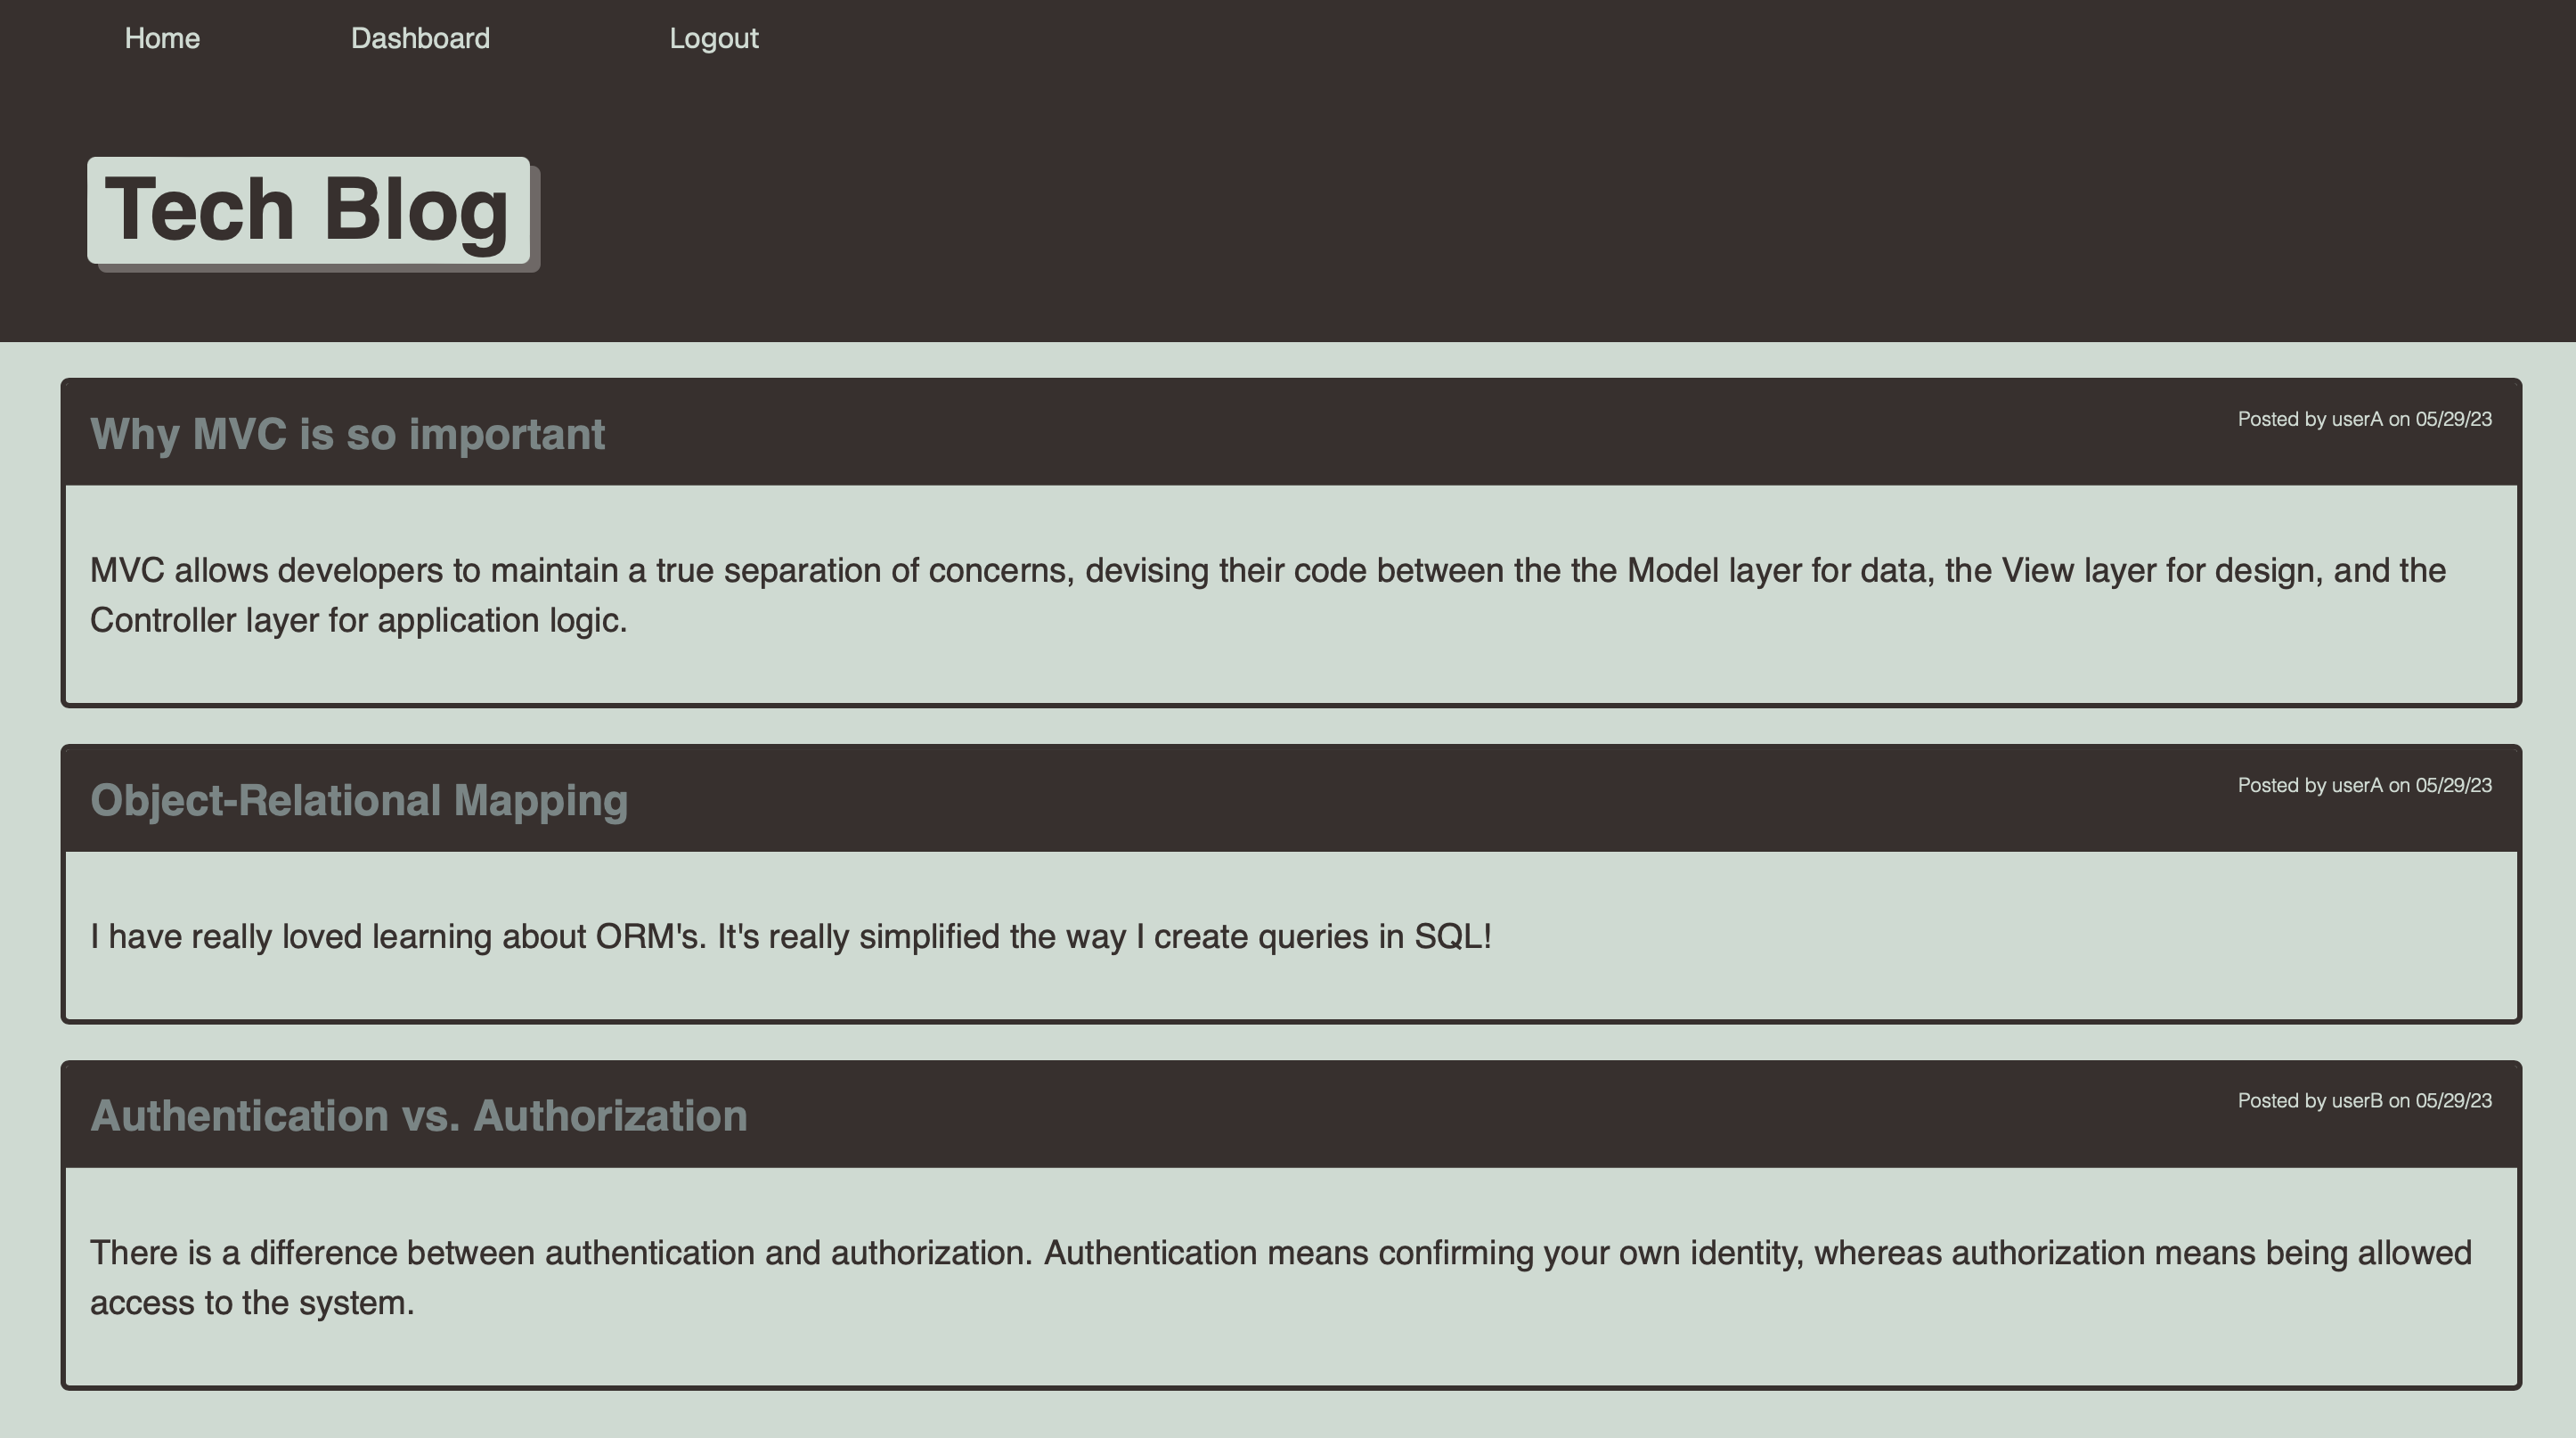 Home Dashboard Logout
Tech Blog
Why MVC is so important
Posted by userA on 05/29/23
MVC allows developers to maintain a true separation of concerns, devising their code between the the Model layer for data, the View layer for design, and the
Controller layer for application logic.
Object-Relational Mapping
Posted by userA on 05/29/23
I have really loved learning about ORM's. It's really simplified the way I create queries in SQL!
Authentication vs. Authorization
Posted by userB on 05/29/23
There is a difference between authentication and authorization. Authentication means confirming your own identity, whereas authorization means being allowed
access to the system.